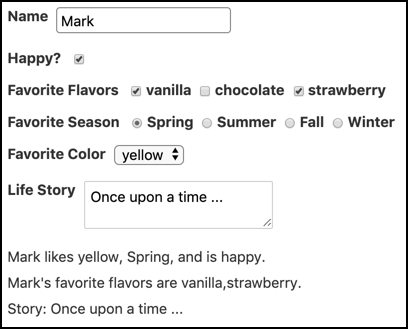 Name Mark
Happy?
Favorite Flavors vanilla chocolate strawberry
Favorite Season Spring Summer Fall Winter
Favorite Color yellow
Life Story Once upon a time ...
Mark likes yellow, Spring, and is happy.
Mark's favorite flavors are vanilla,strawberry.
Story: Once upon a time ...